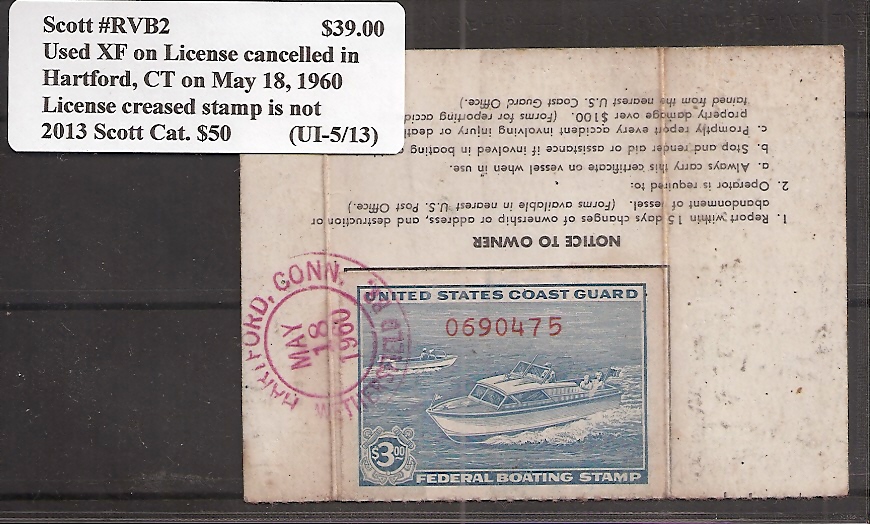 Scott #RVB2 $39.00
Used XF on License cancelled in
Hartford, CT on May 18, 1960
License creased stamp is not
2013 Scott Cat. $50 (UI-5/13)
NOTICE TO OWNER
1. Report within 15 days changes of ownership or address, and destruction or
abandonment of vessel. (Forms available in nearest U.S. Post Office.)
2. Operator is required to:
a. Always carry this certificate on vessel when in use.
b. Stop and render aid or assistance if involved in boating
c. Promptly report every accident involving injury or
property damage over $100. (Forms for reporting
tained from the nearest U.S. Coast Guard Office.)
HARTFORD, CONN.
MAY
18
1960
UNITED STATES COAST GUARD
0690475
$3.00
FEDERAL BOATING STAMP